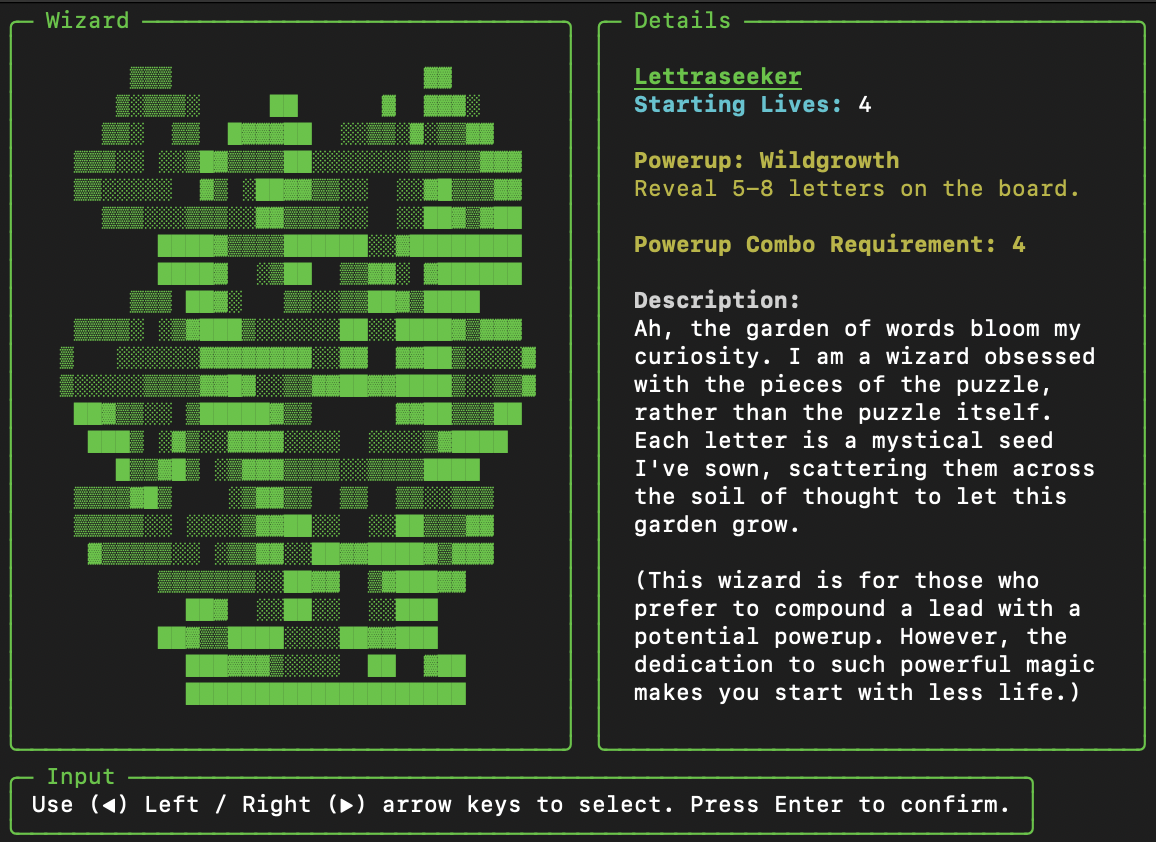 Wizard
Details
Lettraseeker
Starting Lives: 4
Powerup: Wildgrowth
Reveal 5–8 letters on the board.
Powerup Combo Requirement: 4
Description:
Ah, the garden of words bloom my
curiosity. I am a wizard obsessed
with the pieces of the puzzle,
rather than the puzzle itself.
Each letter is a mystical seed
I've sown, scattering them across
the soil of thought to let this
garden grow.
(This wizard is for those who
prefer to compound a lead with a
potential powerup. However, the
dedication to such powerful magic
makes you start with less life.)
Input
Use (◀) Left / Right (▶) arrow keys to select. Press Enter to confirm.